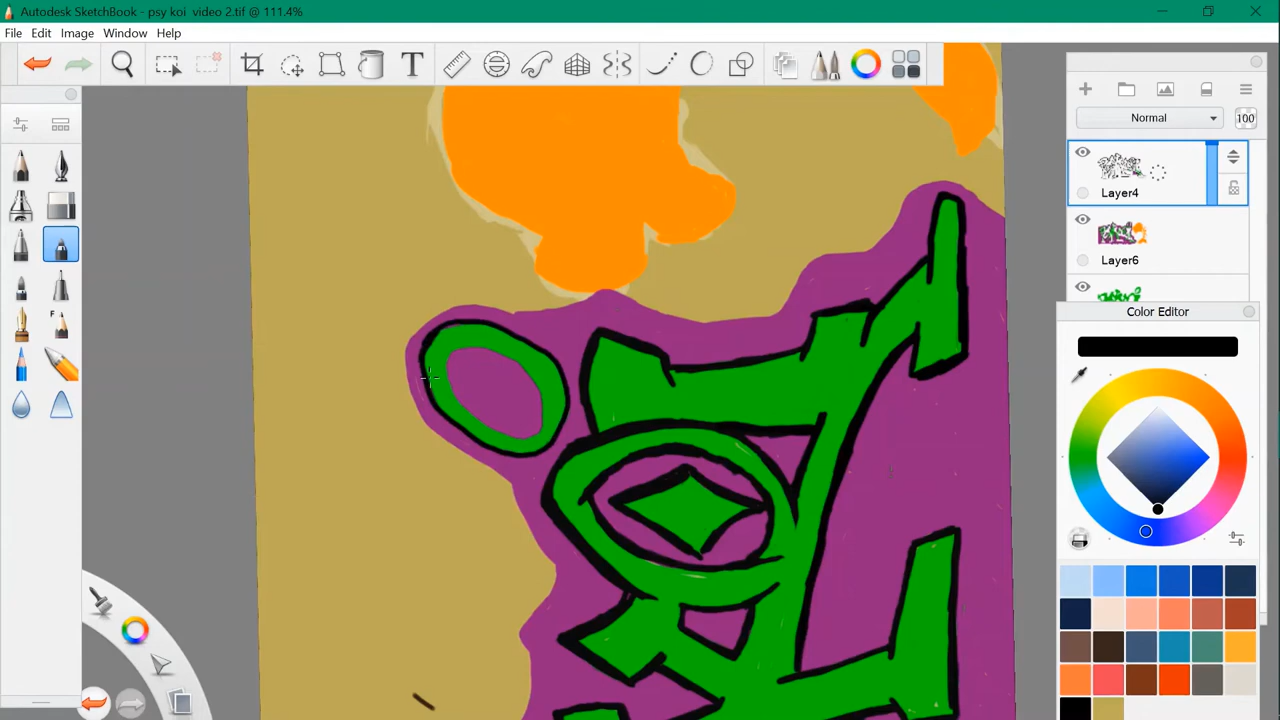 Autodesk SketchBook - psy koi video 2.tif @ 111.4%
File Edit Image Window Help
T
Normal 100
Layer4
Layer6
Color Editor
F